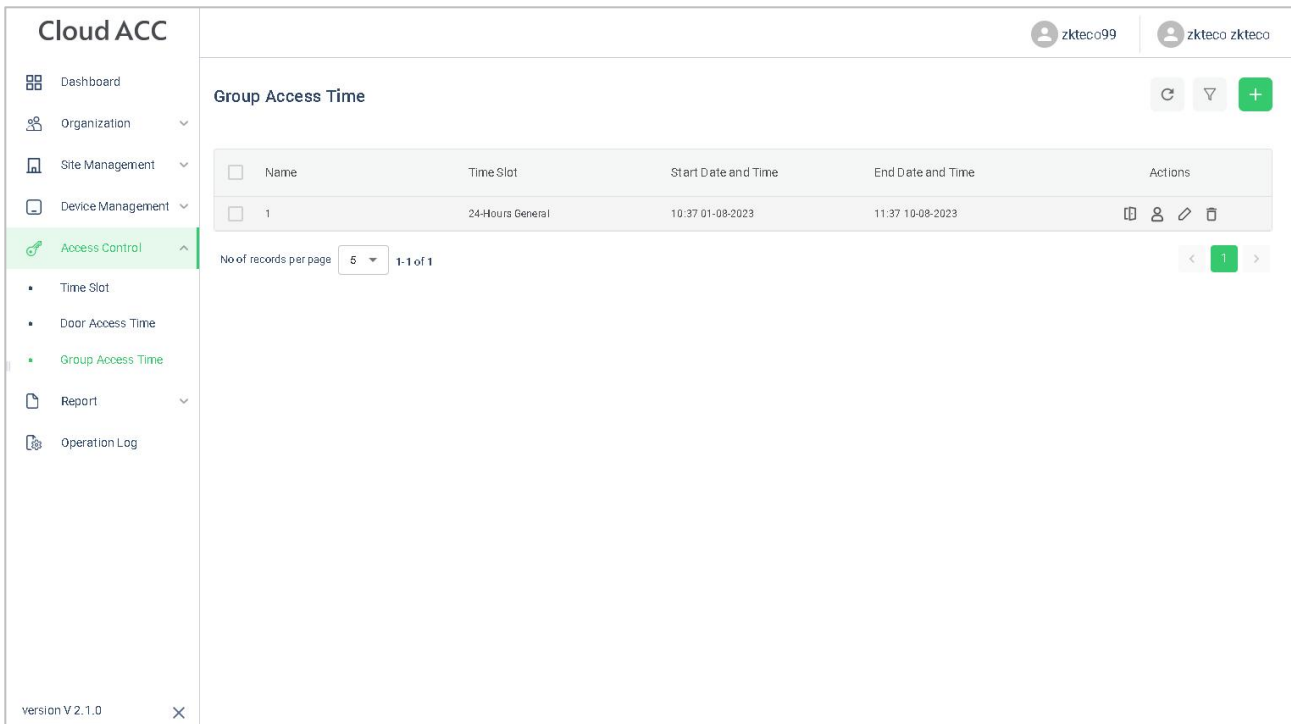 Cloud ACC
zkteco99
zkteco zkteco
Dashboard
Organization
Site Management
Device Management
Access Control
Time Slot
Door Access Time
Group Access Time
Report
Operation Log
version V 2.1.0
Group Access Time
Name Time Slot Start Date and Time End Date and Time Actions
1 24-Hours General 10:37 01-08-2023 11:37 10-08-2023
No of records per page 5 1-1 of 1
1